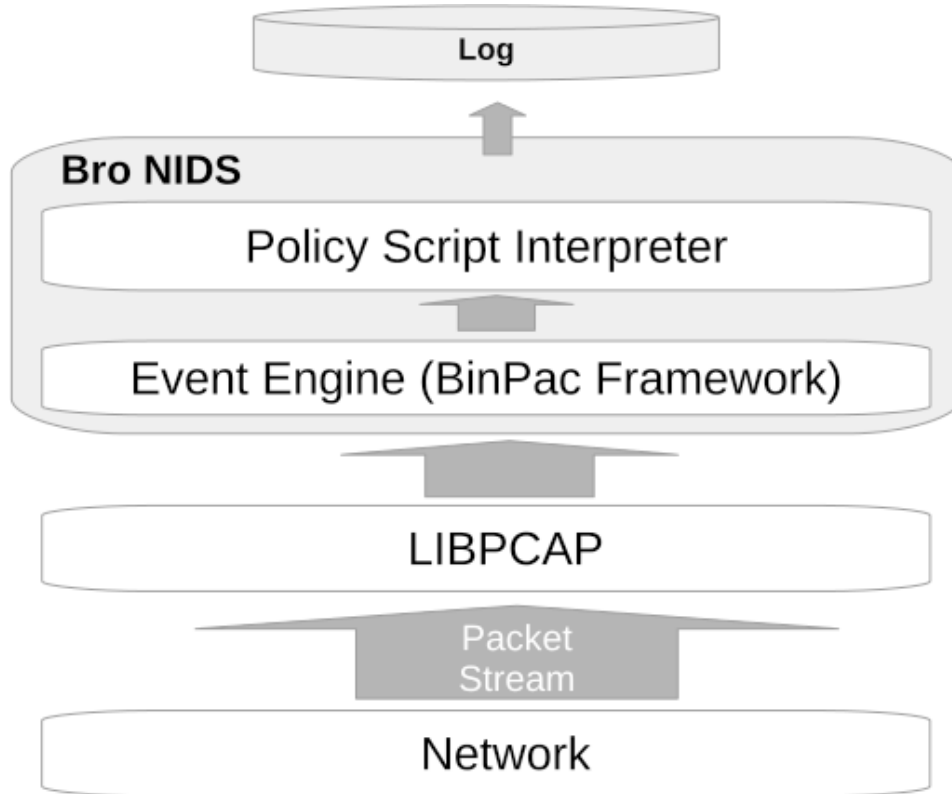 Log
Bro NIDS
Policy Script Interpreter
Event Engine (BinPac Framework)
LIBPCAP
Packet
Stream
Network